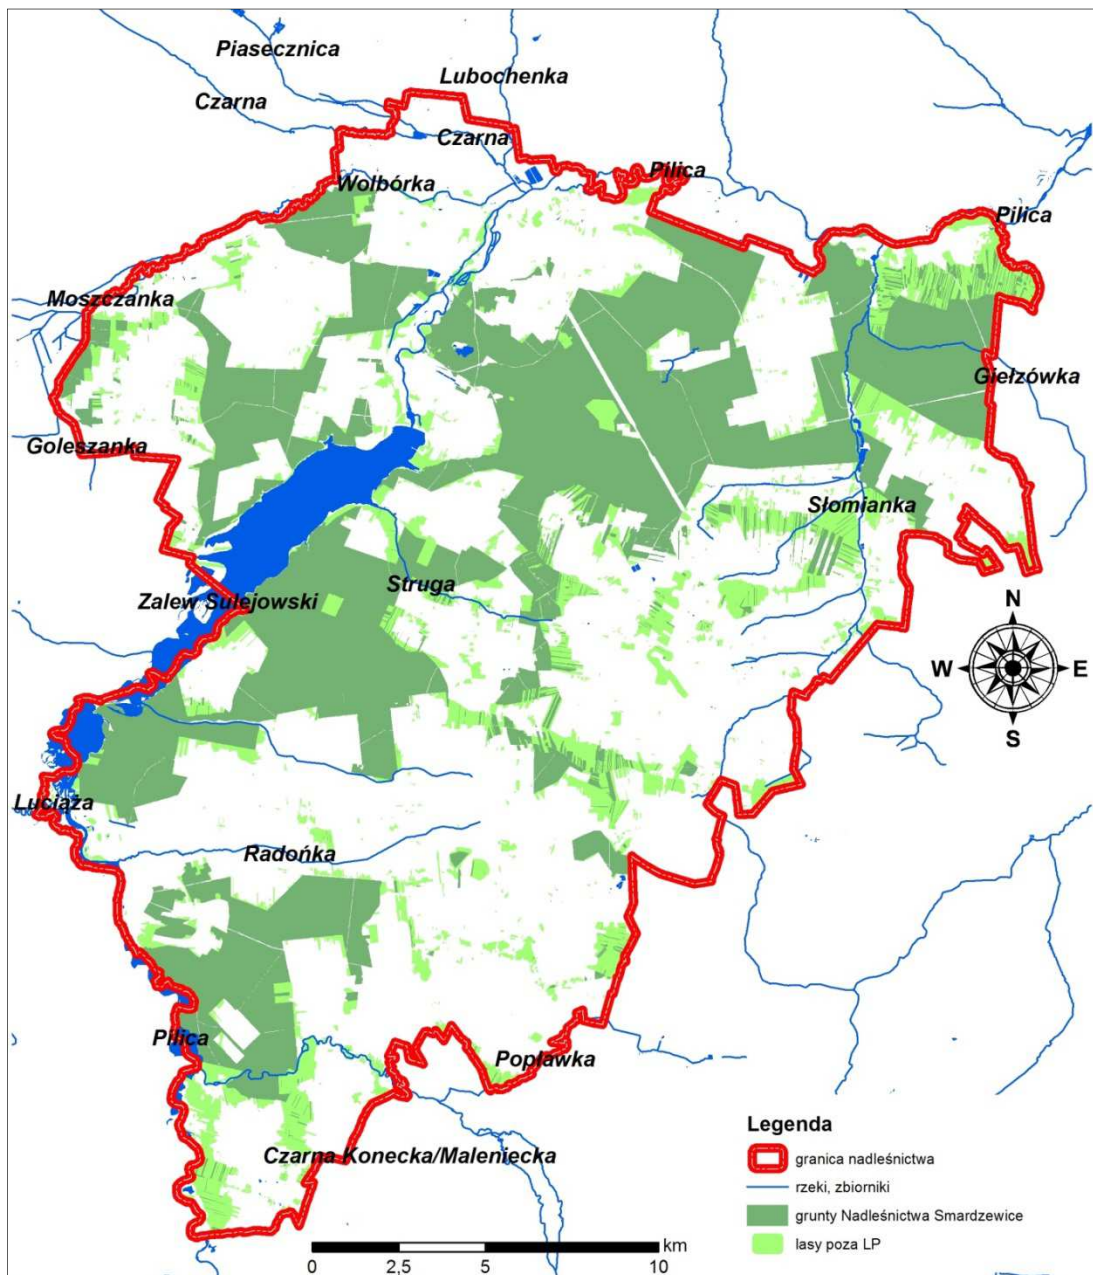 Piasecznica
Lubochenka
Czarna
Czarna
Pilica
Wolbórka
Pilica
Moszczanka
Giełzówka
Goleszanka
Słomianka
Struga
Zalew Sulejowski
N
W E
S
Luciąża
Radońka
Pilica
Popławka
Czarna Konecka/Maleniecka
Legenda
granica nadleśnictwa
rzeki, zbiorniki
grunty Nadleśnictwa Smardzewice
lasy poza LP
km
0 2,5 5 10